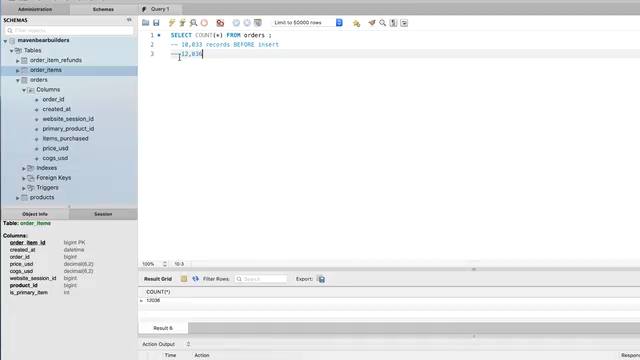 Administration
Schemas
Query 1
SCHEMAS
Limit to 50000 rows
Filter objects
mavenbearbuilders
Tables
order_item_refunds
order_items
orders
Columns
order_id
created_at
website_session_id
primary_product_id
items_purchased
price_usd
cogs_usd
Indexes
Foreign Keys
Triggers
products
1 SELECT COUNT(*) FROM orders ;
2 -- 10,033 records BEFORE insert
3 -- 12,036
Object Info
Session
Table: order_items
Columns:
order_item_id bigint PK
created_at datetime
order_id bigint
price_usd decimal(6,2)
cogs_usd decimal(6,2)
website_session_id bigint
product_id bigint
is_primary_item int
100%
10:3
Result Grid
Filter Rows:
Search
Export:
COUNT(*)
12036
Result 6
Action Output
Time
Action
Respons